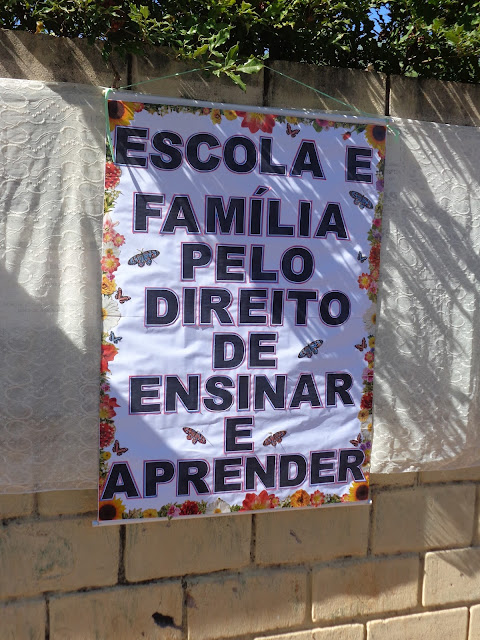 ESCOLA E
FAMÍLIA
PELO
DIREITO
DE
ENSINAR
E
APRENDER